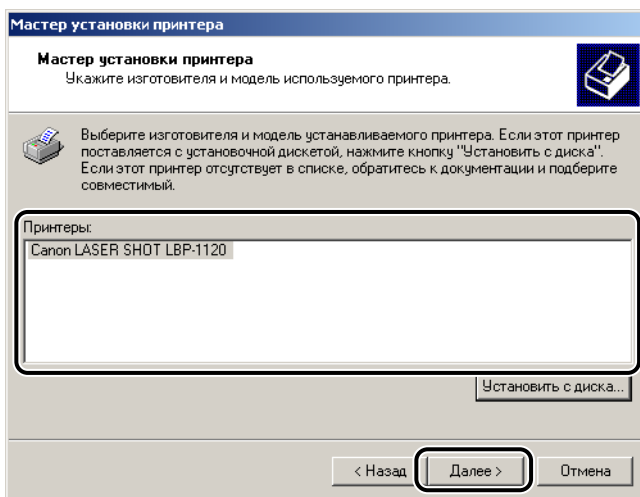 Мастер установки принтера
Мастер установки принтера
Укажите изготовителя и модель используемого принтера.
Выберите изготовителя и модель устанавливаемого принтера. Если этот принтер
поставляется с установочной дискетой, нажмите кнопку "Установить с диска".
Если этот принтер отсутствует в списке, обратитесь к документации и подберите
совместимый.
Принтеры:
Canon LASER SHOT LBP-1120
Установить с диска...
< Назад
Далее >
Отмена